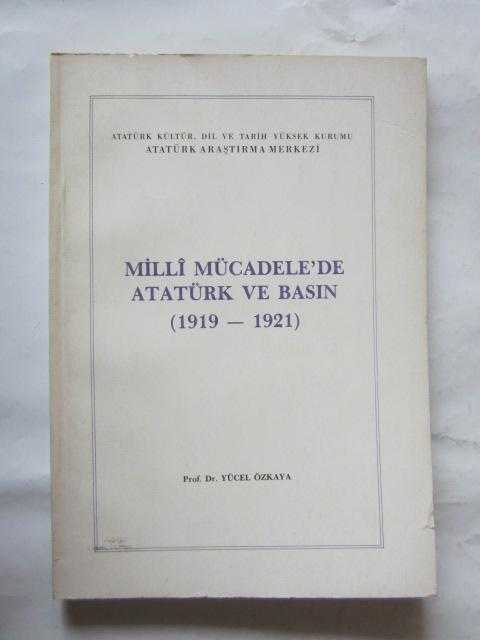 ATATÜRK KÜLTÜR, DİL VE TARİH YÜKSEK KURUMU
ATATÜRK ARAŞTIRMA MERKEZİ
MİLLÎ MÜCADELE'DE
ATATÜRK VE BASIN
(1919 — 1921)
Prof. Dr. YÜCEL ÖZKAYA